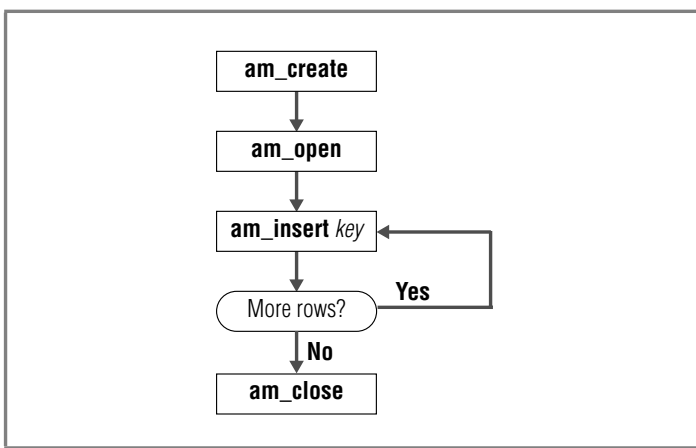 am_create
am_open
am_insert key
More rows?
Yes
No
am_close